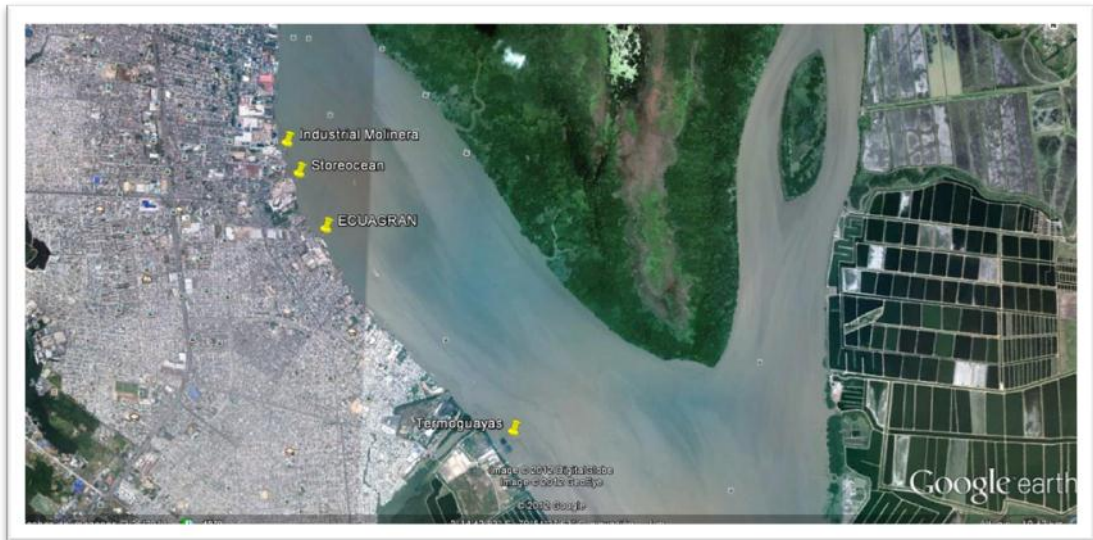 Industrial Molinera
Storeocean
ECUAGRAN
Termoguayas
Image © 2012 DigitalGlobe
Image © 2012 GeoEye
© 2012 Google
Google earth